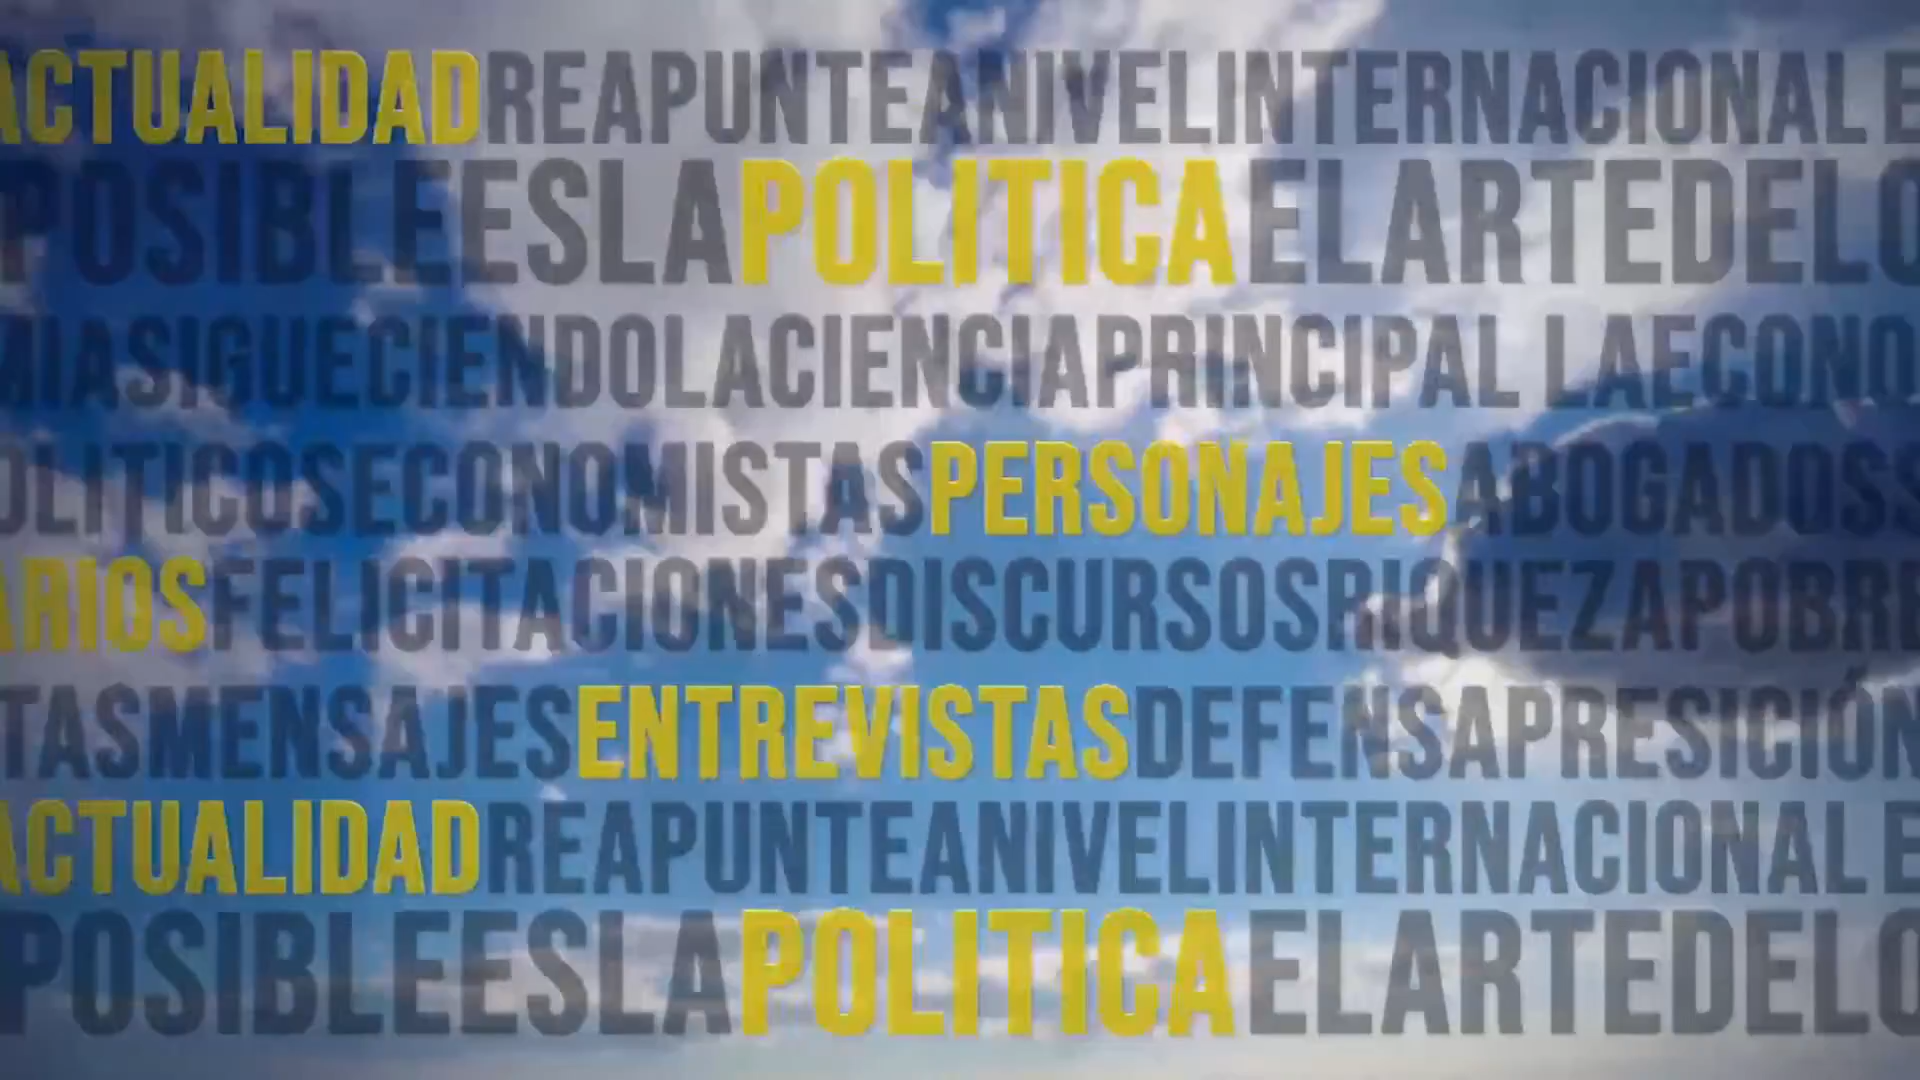 ACTUALIDADREAPUNTEANIVELINTERNACIONAL E
POSIBLEESLAPOLITICAELARTEDELO
MIASIGUECIENDOLACIENCIAPRINCIPAL LAECONO
OLITICOSECONOMISTASPERSONAJESABOGADOSS
ARIOSFELICITACIONESDISCURSOSRIQUEZAPOBRE
TASMENSAJESENTREVISTASDEFENSAPRESICIÓN
ACTUALIDADREAPUNTEANIVELINTERNACIONAL E
POSIBLEESLAPOLITICAELARTEDELO